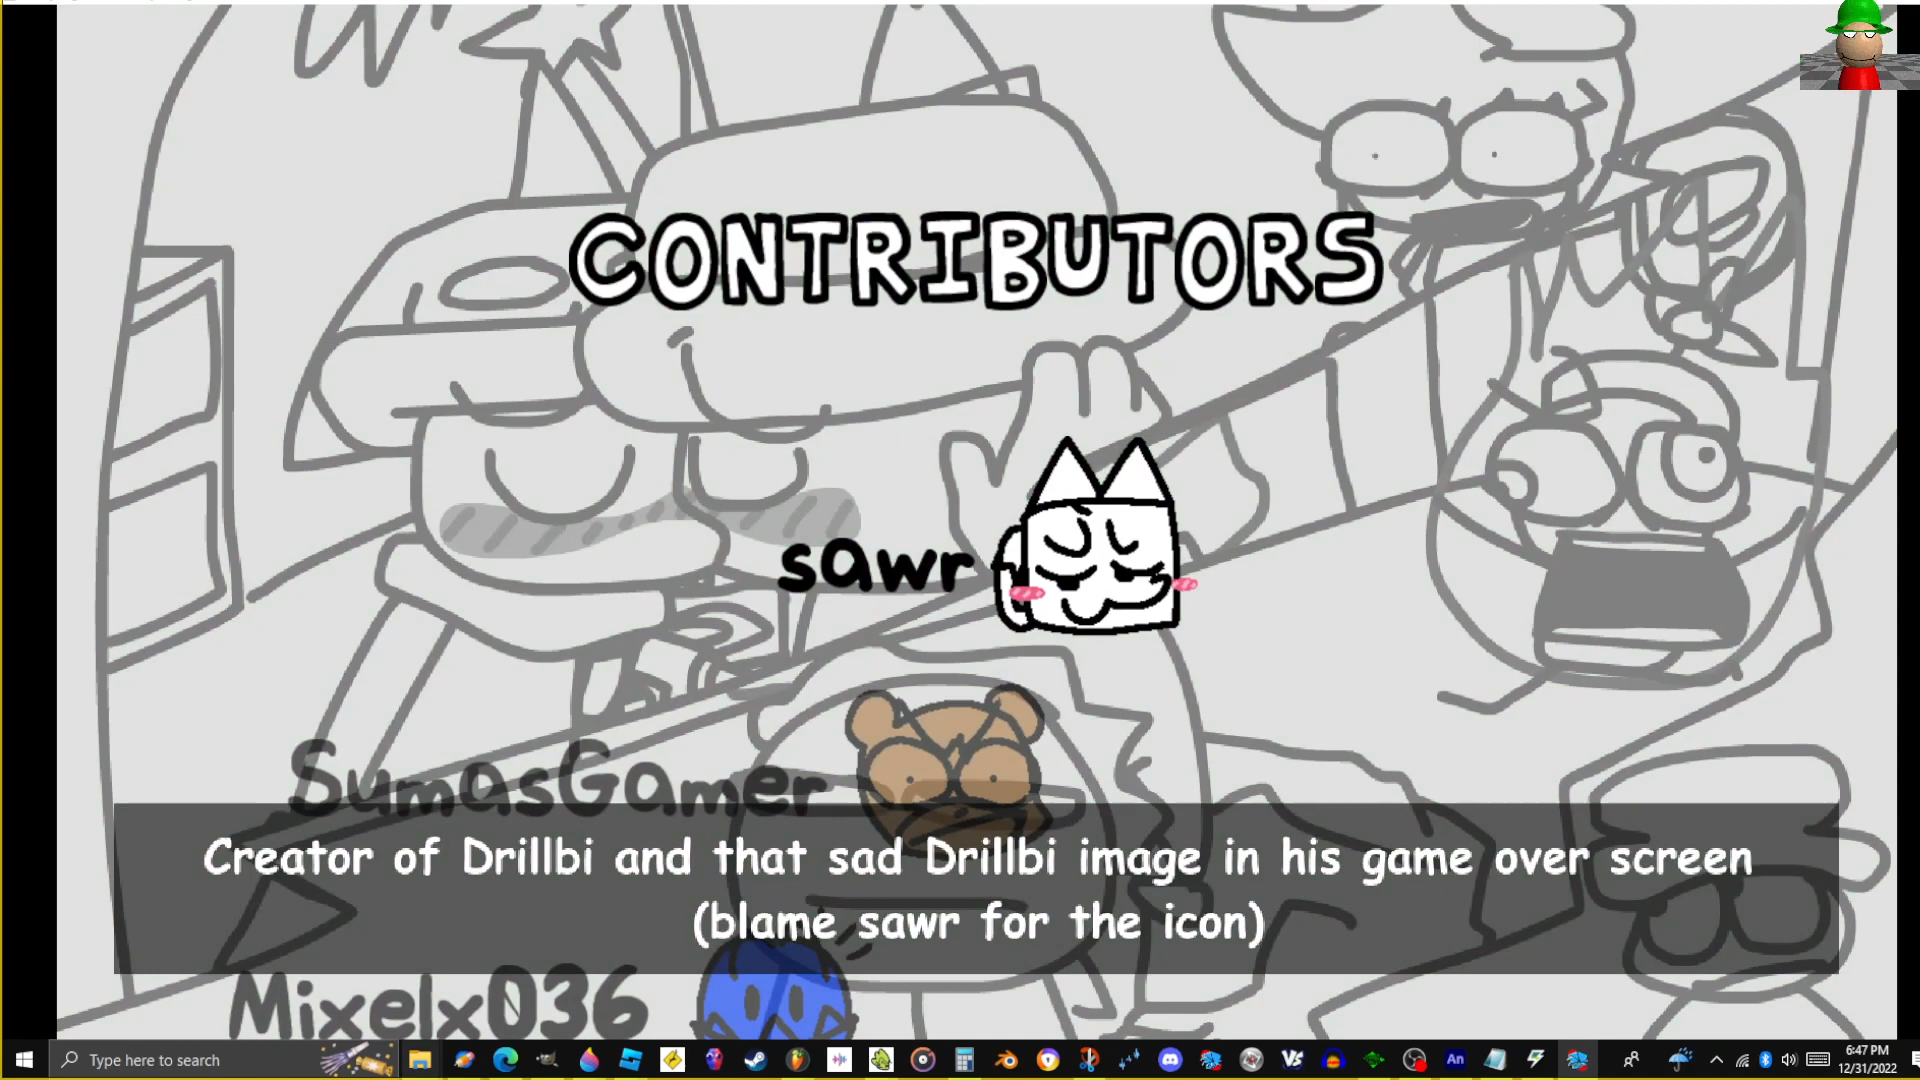 CONTRIBUTORS
sawr
SumasGamer
Creator of Drillbi and that sad Drillbi image in his game over screen
(blame sawr for the icon)
Mixelx036
Type here to search
An
6:47 PM
12/31/2022